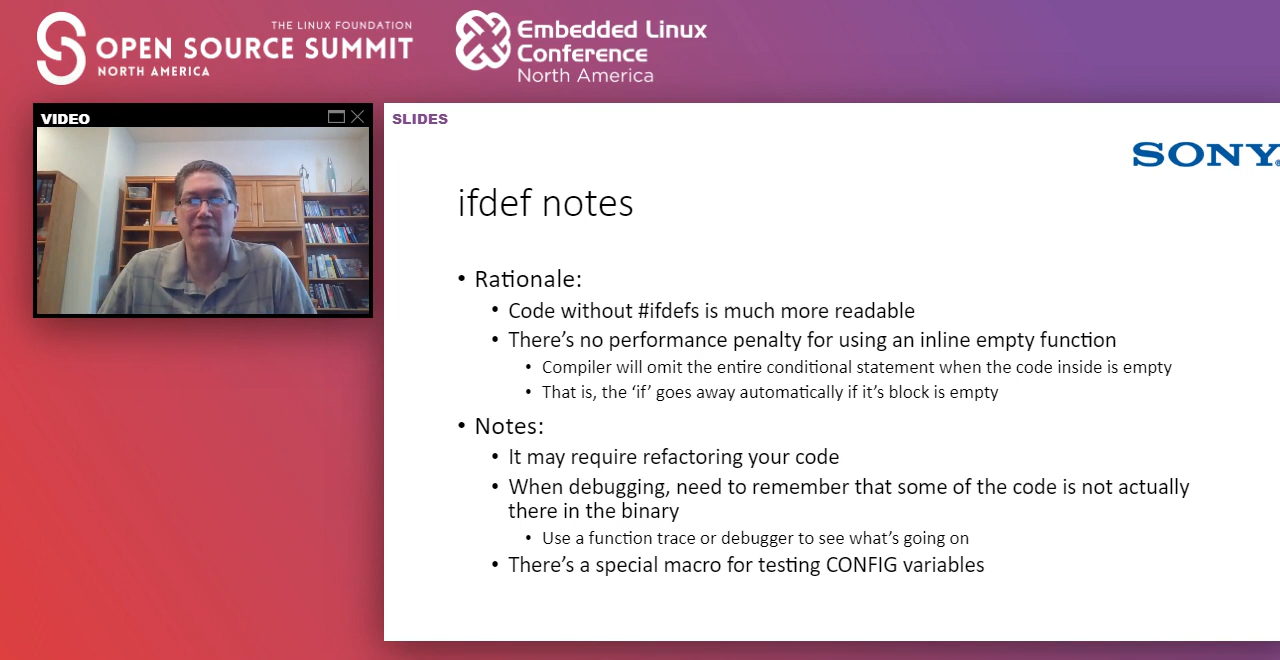 THE LINUX FOUNDATION
OPEN SOURCE SUMMIT
NORTH AMERICA
Embedded Linux
Conference
North America
VIDEO
SLIDES
SONY
ifdef notes
• Rationale:
• Code without #ifdefs is much more readable
• There’s no performance penalty for using an inline empty function
• Compiler will omit the entire conditional statement when the code inside is empty
• That is, the ‘if’ goes away automatically if it’s block is empty
• Notes:
• It may require refactoring your code
• When debugging, need to remember that some of the code is not actually
there in the binary
• Use a function trace or debugger to see what’s going on
• There’s a special macro for testing CONFIG variables